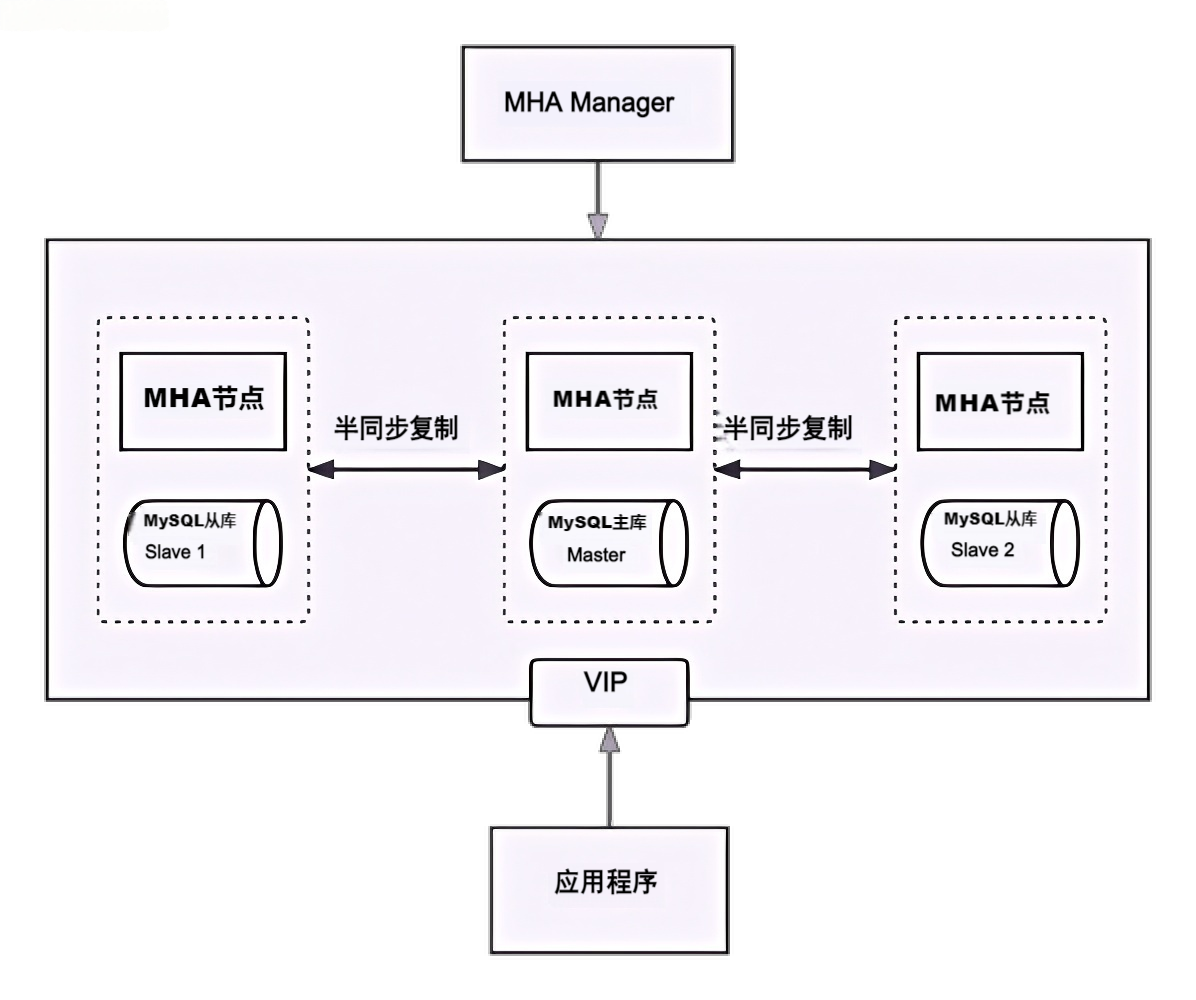 MHA Manager
MHA节点
MHA节点
MHA节点
半同步复制
半同步复制
MySQL从库
Slave 1
MySQL主库
Master
MySQL从库
Slave 2
VIP
应用程序